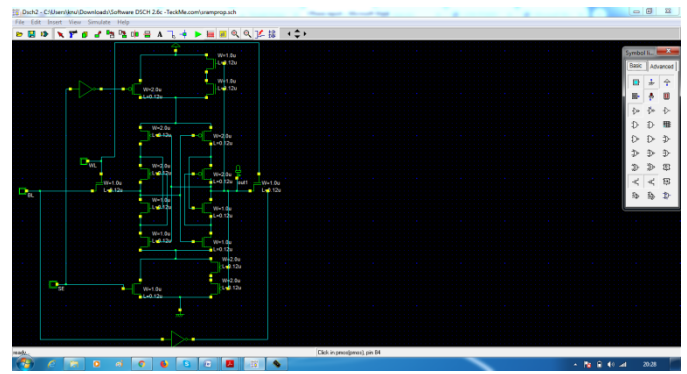 Dsch2 - C:\Users\knu\Downloads\Software DSCH 2.6c -TeckMe.com\sramprop.sch
File Edit Insert View Simulate Help
Symbol li...
Basic Advanced
W=1.0u
L=0.12u
W=1.0u
L=0.12u
W=2.0u
L=0.12u
W=2.0u
L=0.12u
W=2.0u
L=0.12u
WL
W=2.0u
L=0.12u
W=2.0u
L=0.12u
out1
W=1.0u
L=0.12u
W=1.0u
L=0.12u
BL
W=1.0u
L=0.12u
W=1.0u
L=0.12u
W=1.0u
L=0.12u
W=1.0u
L=0.12u
W=2.0u
L=0.12u
W=2.0u
L=0.12u
SE
W=1.0u
L=0.12u
ready...
Click in pmos(pmos), pin B#
20:28